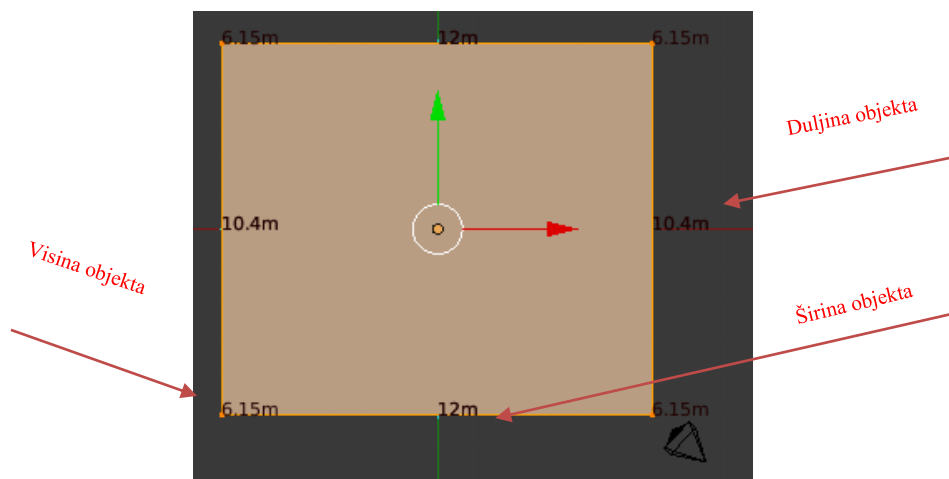 6.15m 12m 6.15m
Duljina objekta
10.4m 10.4m
Visina objekta
Širina objekta
6.15m 12m 6.15m